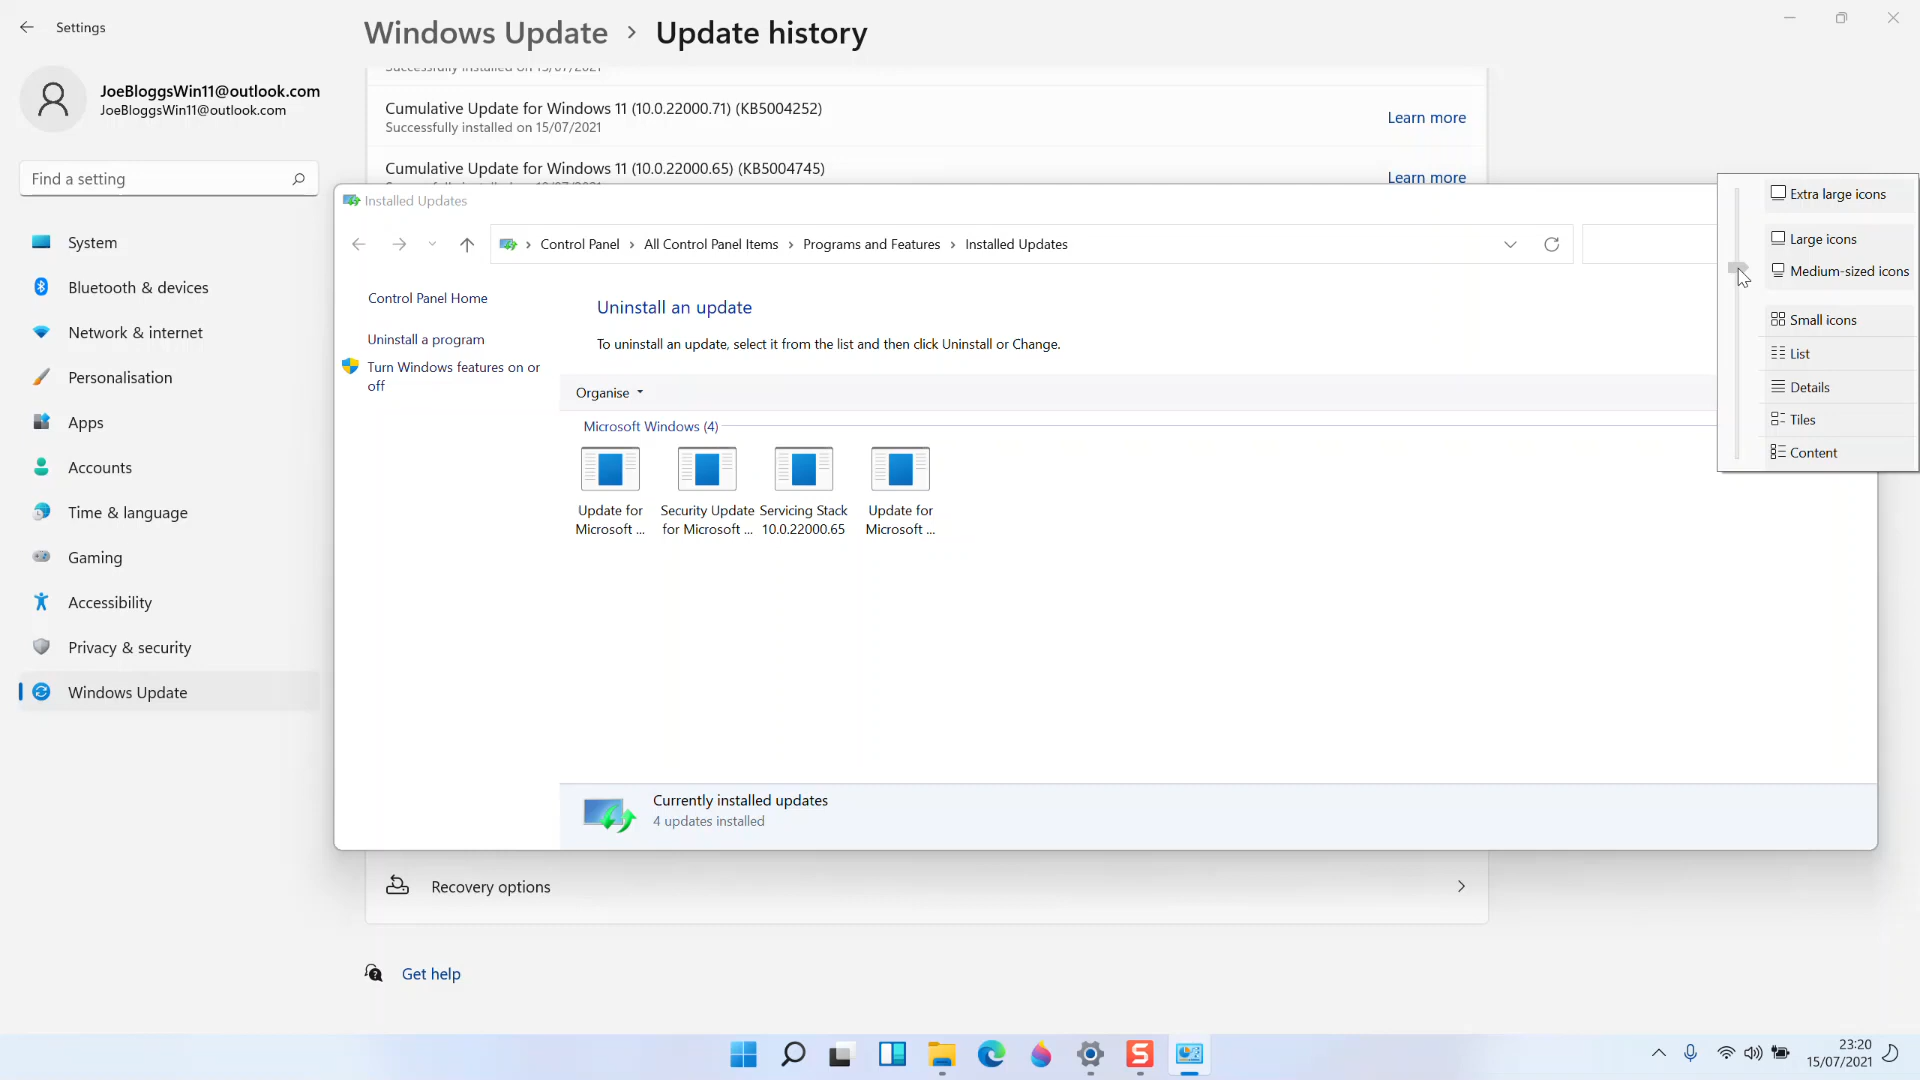 Settings
Windows Update > Update history
JoeBloggsWin11@outlook.com
JoeBloggsWin11@outlook.com
Find a setting
System
Bluetooth & devices
Network & internet
Personalisation
Apps
Accounts
Time & language
Gaming
Accessibility
Privacy & security
Windows Update
Successfully installed on 15/07/2021
Cumulative Update for Windows 11 (10.0.22000.71) (KB5004252)
Successfully installed on 15/07/2021
Learn more
Cumulative Update for Windows 11 (10.0.22000.65) (KB5004745)
Learn more
Installed Updates
Control Panel > All Control Panel Items > Programs and Features > Installed Updates
Control Panel Home
Uninstall a program
Turn Windows features on or
off
Uninstall an update
To uninstall an update, select it from the list and then click Uninstall or Change.
Organise
Microsoft Windows (4)
Update for
Microsoft ...
Security Update
for Microsoft ...
Servicing Stack
10.0.22000.65
Update for
Microsoft ...
Currently installed updates
4 updates installed
Extra large icons
Large icons
Medium-sized icons
Small icons
List
Details
Tiles
Content
Recovery options
Get help
23:20
15/07/2021